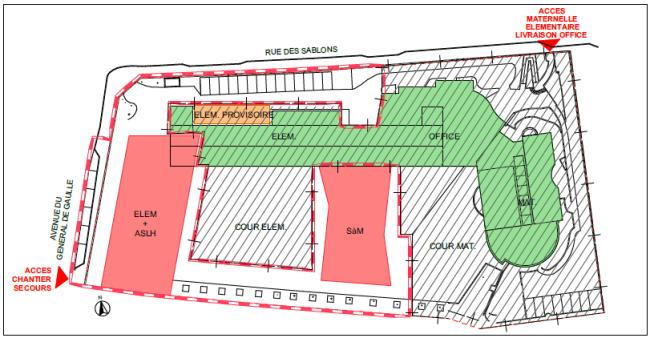 ACCES
MATERNELLE
ELEMENTAIRE
LIVRAISON OFFICE
RUE DES SABLONS
ELEM. PROVISOIRE
ELEM.
OFFICE
MAT.
ELEM
+
ASLH
COUR ELEM.
SàM
COUR MAT.
AVENUE DU
GENERAL DE GAULLE
ACCES
CHANTIER
SECOURS
N